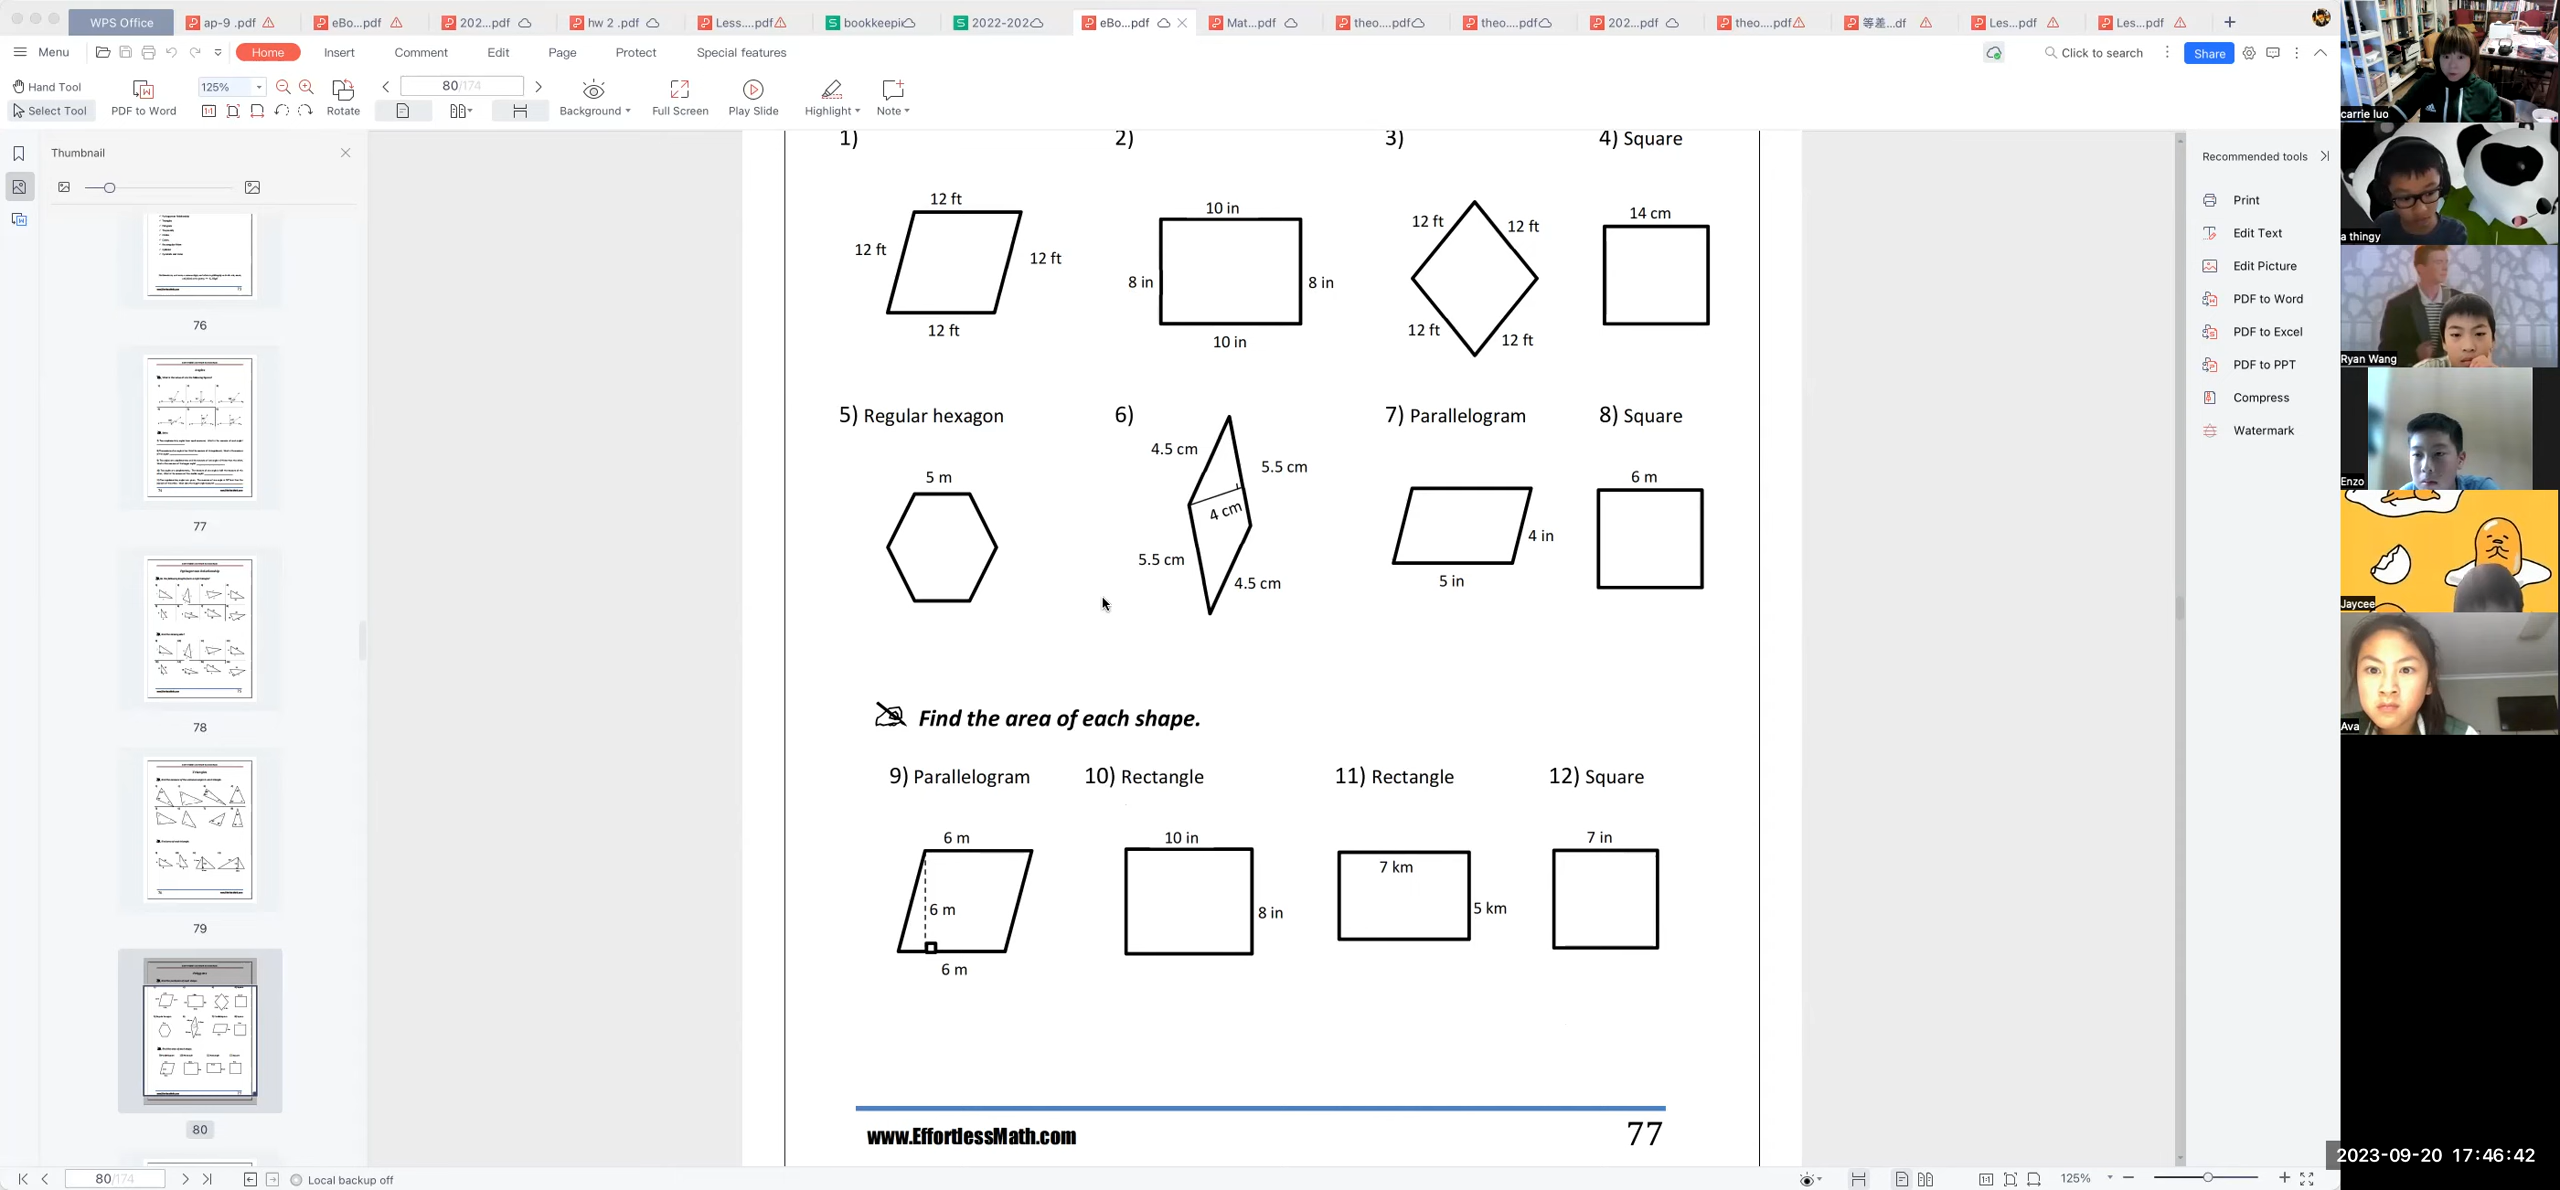 WPS Office ap-9 .pdf eBo...pdf 202...pdf hw 2 .pdf Less....pdf bookkeepi 2022-202 eBo...pdf Mat...pdf theo....pdf theo....pdf 202...pdf theo....pdf 等差...df Les...pdf Les...pdf
Menu Home Insert Comment Edit Page Protect Special features Click to search Share
Hand Tool 125% 80/174
Select Tool PDF to Word Rotate Background Full Screen Play Slide Highlight Note
carrie luo
a thingy
Ryan Wang
Enzo
Jaycee
Ava
Thumbnail
76
77
78
79
80
1) 2) 3) 4) Square
12 ft 12 ft 12 ft 12 ft
10 in 8 in 8 in 10 in
12 ft 12 ft 12 ft 12 ft
14 cm
5) Regular hexagon 6) 7) Parallelogram 8) Square
5 m
4.5 cm 5.5 cm 4 cm 5.5 cm 4.5 cm
4 in 5 in
6 m
Find the area of each shape.
9) Parallelogram 10) Rectangle 11) Rectangle 12) Square
6 m 6 m 6 m
10 in 8 in
7 km 5 km
7 in
www.EffortlessMath.com 77
Recommended tools
Print
Edit Text
Edit Picture
PDF to Word
PDF to Excel
PDF to PPT
Compress
Watermark
2023-09-20 17:46:42
80/174 Local backup off 125%